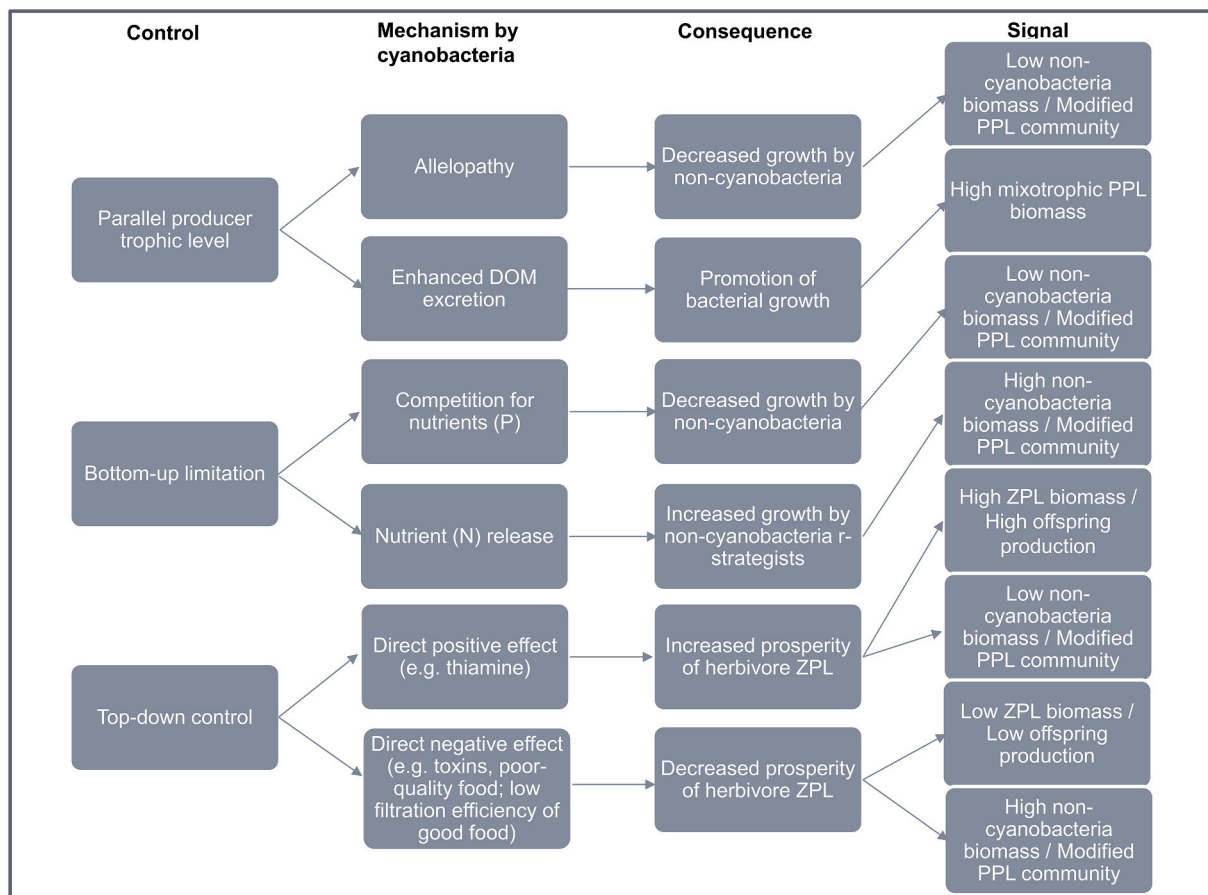 Control
Mechanism by
cyanobacteria
Consequence
Signal
Parallel producer
trophic level
Allelopathy
Decreased growth by
non-cyanobacteria
Low non-
cyanobacteria
biomass / Modified
PPL community
Enhanced DOM
excretion
Promotion of
bacterial growth
High mixotrophic PPL
biomass
Bottom-up limitation
Competition for
nutrients (P)
Decreased growth by
non-cyanobacteria
Low non-
cyanobacteria
biomass / Modified
PPL community
Nutrient (N) release
Increased growth by
non-cyanobacteria r-
strategists
High non-
cyanobacteria
biomass / Modified
PPL community
Top-down control
Direct positive effect
(e.g. thiamine)
Increased prosperity
of herbivore ZPL
High ZPL biomass /
High offspring
production
Low non-
cyanobacteria
biomass / Modified
PPL community
Direct negative effect
(e.g. toxins, poor-
quality food; low
filtration efficiency of
good food)
Decreased prosperity
of herbivore ZPL
Low ZPL biomass /
Low offspring
production
High non-
cyanobacteria
biomass / Modified
PPL community